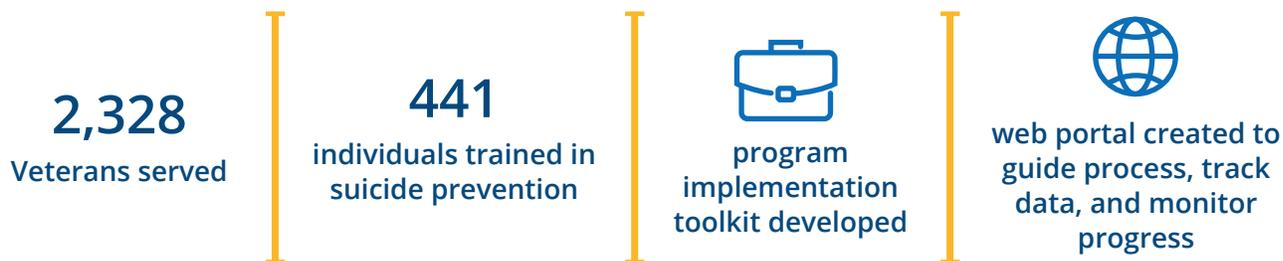 2,328
Veterans served
441
individuals trained in
suicide prevention
program
implementation
toolkit developed
web portal created to
guide process, track
data, and monitor
progress